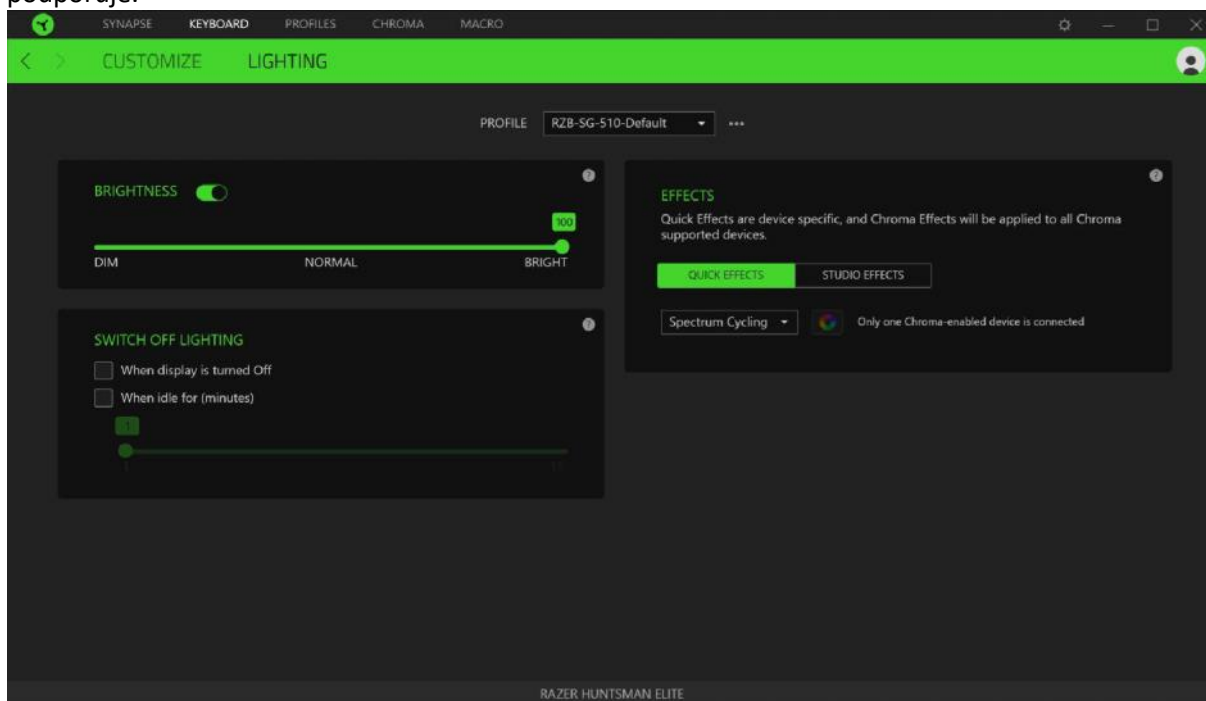 podporuje.
SYNAPSE KEYBOARD PROFILES CHROMA MACRO
CUSTOMIZE LIGHTING
PROFILE RZB-SG-510-Default
BRIGHTNESS
100
DIM NORMAL BRIGHT
SWITCH OFF LIGHTING
When display is turned Off
When idle for (minutes)
1
EFFECTS
Quick Effects are device specific, and Chroma Effects will be applied to all Chroma
supported devices.
QUICK EFFECTS STUDIO EFFECTS
Spectrum Cycling Only one Chroma-enabled device is connected
RAZER HUNTSMAN ELITE